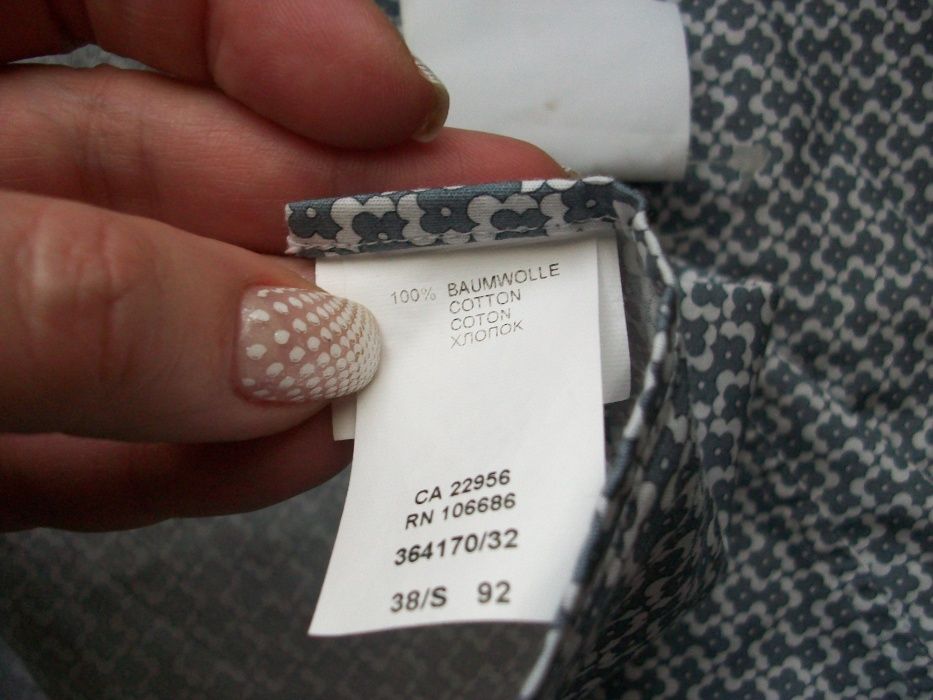 100% BAUMWOLLE
COTTON
COTON
ХЛОПОК
CA 22956
RN 106686
364170/32
38/S 92